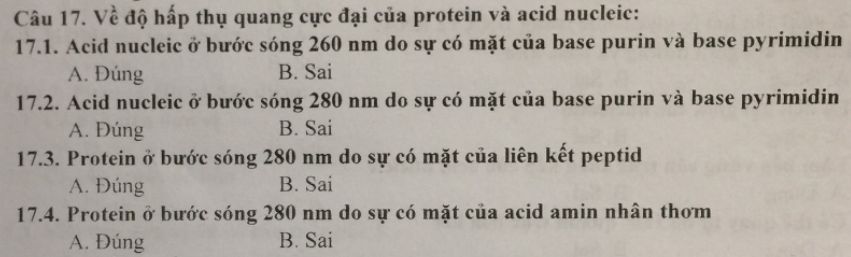 Câu 17. Về độ hấp thụ quang cực đại của protein và acid nucleic:
17.1. Acid nucleic ở bước sóng 260 nm do sự có mặt của base purin và base pyrimidin
A. Đúng B. Sai
17.2. Acid nucleic ở bước sóng 280 nm do sự có mặt của base purin và base pyrimidin
A. Đúng B. Sai
17.3. Protein ở bước sóng 280 nm do sự có mặt của liên kết peptid
A. Đúng B. Sai
17.4. Protein ở bước sóng 280 nm do sự có mặt của acid amin nhân thơm
A. Đúng B. Sai